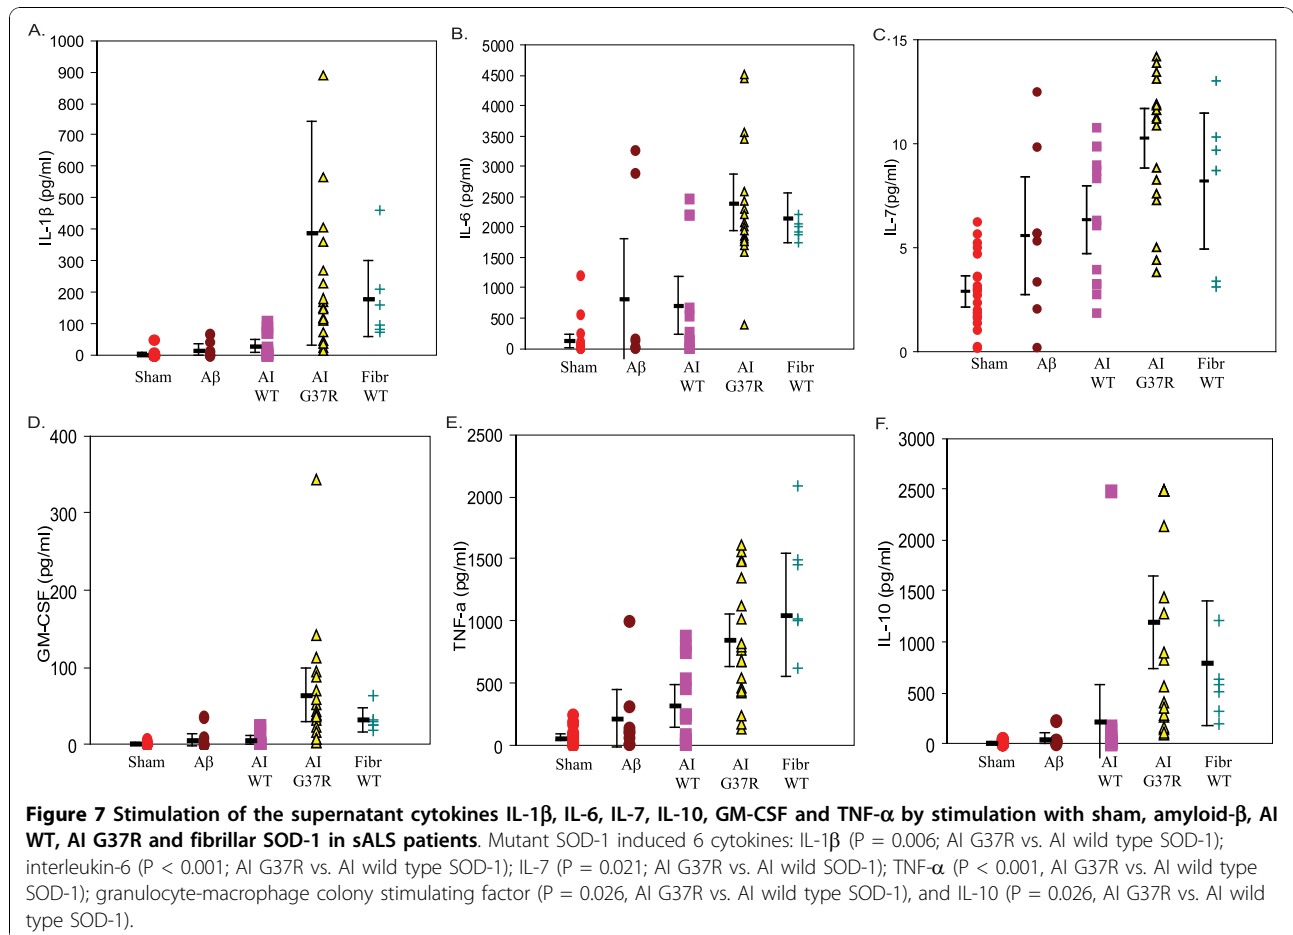 A.
1000
900
800
700
600
500
400
300
200
100
0
IL-1β (pg/ml)
Sham Aβ AI AI Fibr
WT G37R WT
B.
5000
4500
4000
3500
3000
2500
2000
1500
1000
500
0
IL-6 (pg/ml)
Sham Aβ AI AI Fibr
WT G37R WT
C.
15
10
5
0
IL-7(pg/ml)
Sham Aβ AI AI Fibr
WT G37R WT
D.
400
300
200
100
0
GM-CSF (pg/ml)
Sham Aβ AI AI Fibr
WT G37R WT
E.
2500
2000
1500
1000
500
0
TNF-a (pg/ml)
Sham Aβ AI AI Fibr
WT G37R WT
F.
3000
2500
2000
1500
1000
500
0
IL-10 (pg/ml)
Sham Aβ AI AI Fibr
WT G37R WT
Figure 7 Stimulation of the supernatant cytokines IL-1β, IL-6, IL-7, IL-10, GM-CSF and TNF-α by stimulation with sham, amyloid-β, AI
WT, AI G37R and fibrillar SOD-1 in sALS patients. Mutant SOD-1 induced 6 cytokines: IL-1β (P = 0.006; AI G37R vs. AI wild type SOD-1);
interleukin-6 (P < 0.001; AI G37R vs. AI wild type SOD-1); IL-7 (P = 0.021; AI G37R vs. AI wild SOD-1); TNF-α (P < 0.001, AI G37R vs. AI wild type
SOD-1); granulocyte-macrophage colony stimulating factor (P = 0.026, AI G37R vs. AI wild type SOD-1), and IL-10 (P = 0.026, AI G37R vs. AI wild
type SOD-1).